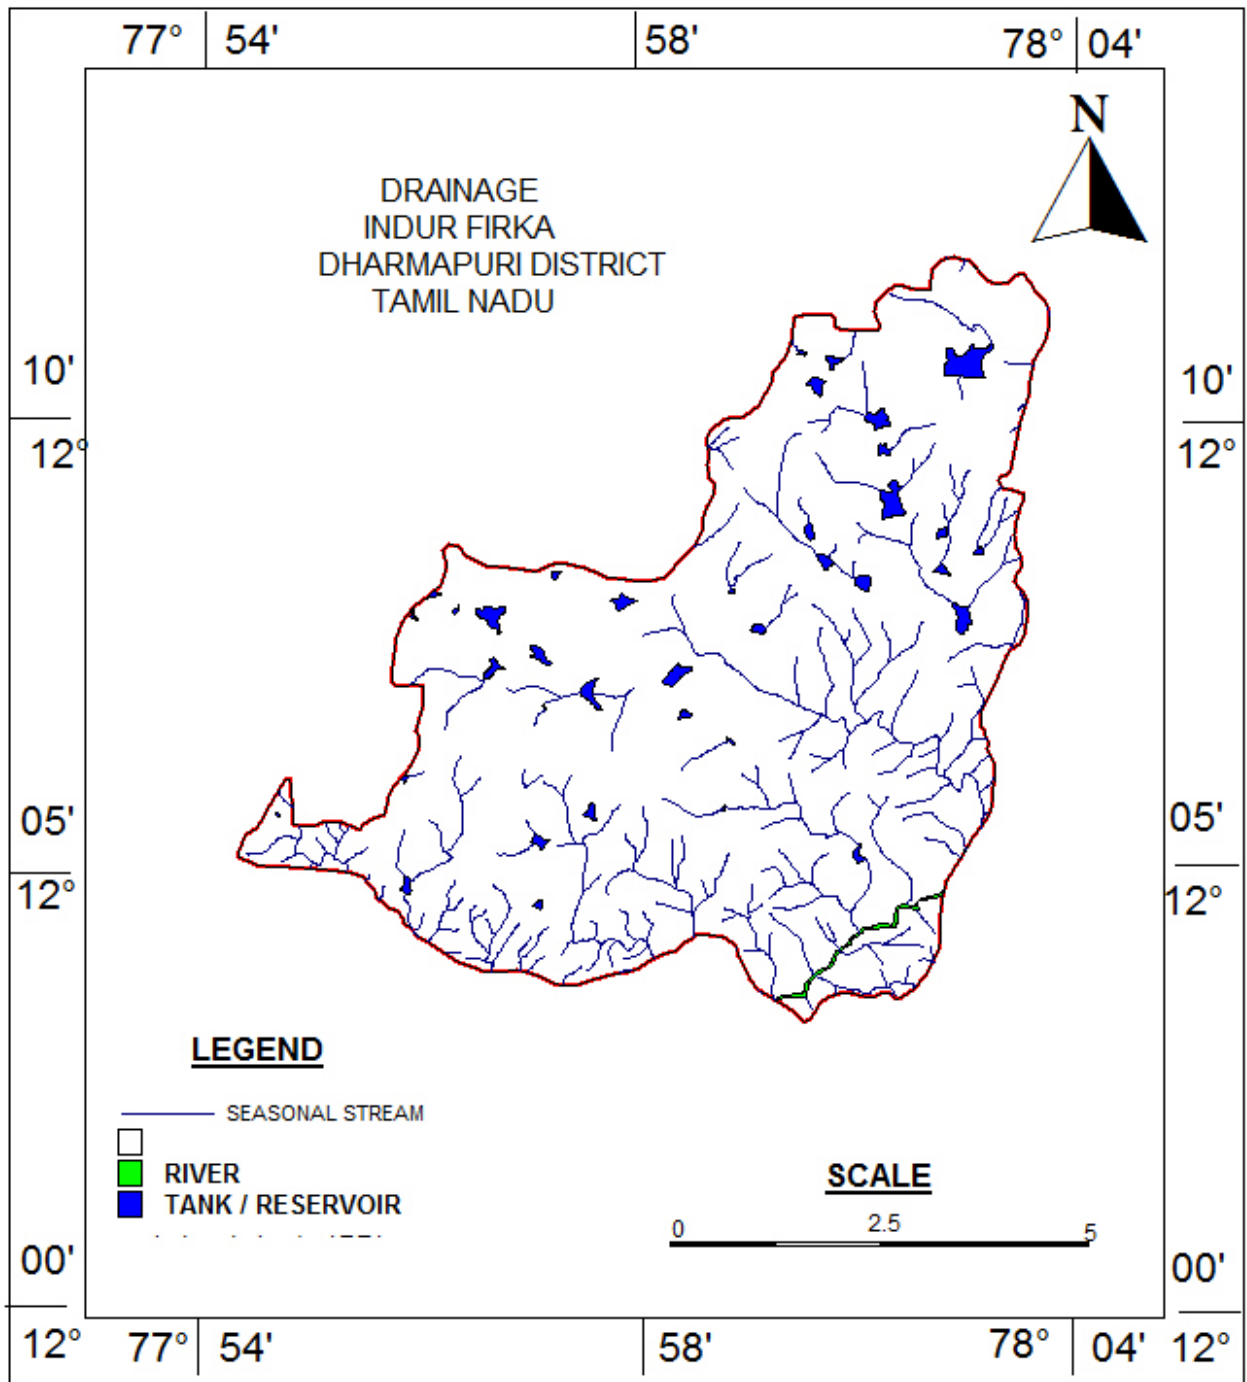 77° 54' 58' 78° 04'
N
DRAINAGE
INDUR FIRKA
DHARMAPURI DISTRICT
TAMIL NADU
10' 10'
12° 12°
05' 05'
12° 12°
LEGEND
SEASONAL STREAM
RIVER
TANK / RESERVOIR
SCALE
0 2.5 5
00' 00'
12° 77° 54' 58' 78° 04' 12°